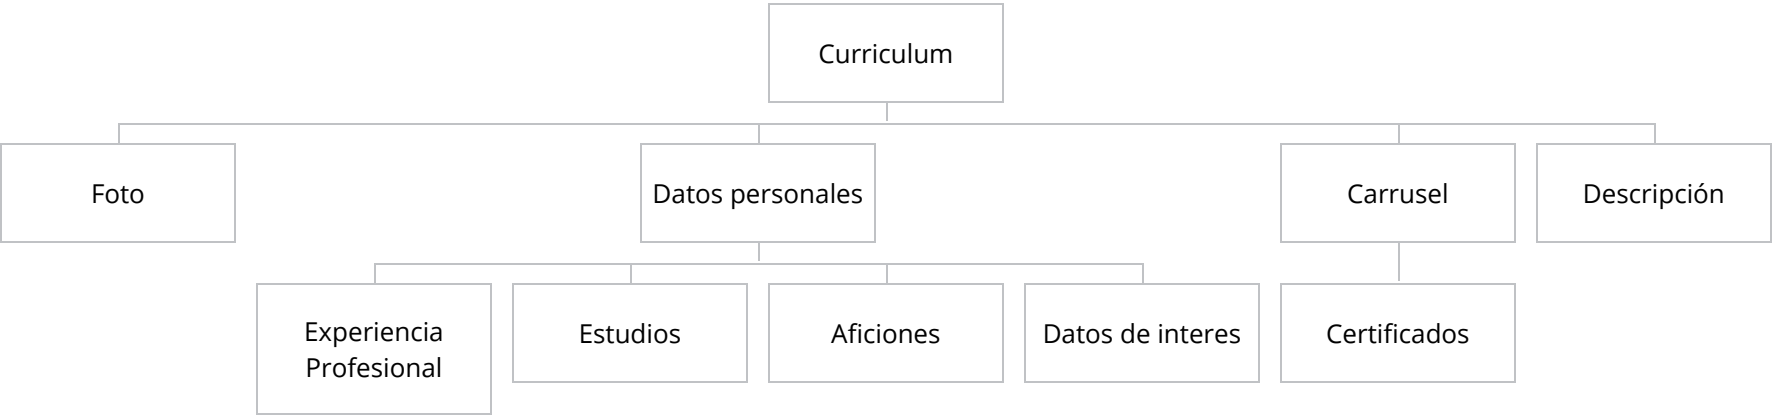 Curriculum
Foto
Datos personales
Carrusel
Descripción
Experiencia
Profesional
Estudios
Aficiones
Datos de interes
Certificados